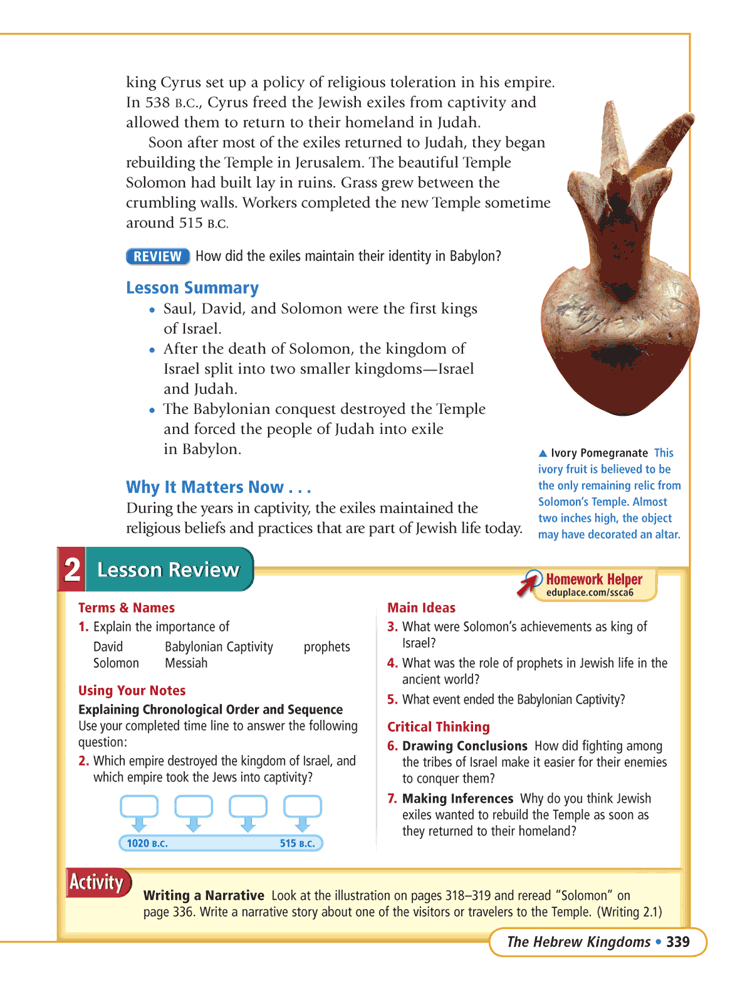 king Cyrus set up a policy of religious toleration in his empire.
In 538 B.C., Cyrus freed the Jewish exiles from captivity and
allowed them to return to their homeland in Judah.
Soon after most of the exiles returned to Judah, they began
rebuilding the Temple in Jerusalem. The beautiful Temple
Solomon had built lay in ruins. Grass grew between the
crumbling walls. Workers completed the new Temple sometime
around 515 B.C.
REVIEW How did the exiles maintain their identity in Babylon?
Lesson Summary
• Saul, David, and Solomon were the first kings
of Israel.
• After the death of Solomon, the kingdom of
Israel split into two smaller kingdoms—Israel
and Judah.
• The Babylonian conquest destroyed the Temple
and forced the people of Judah into exile
in Babylon.
Why It Matters Now . . .
During the years in captivity, the exiles maintained the
religious beliefs and practices that are part of Jewish life today.
▲ Ivory Pomegranate This
ivory fruit is believed to be
the only remaining relic from
Solomon's Temple. Almost
two inches high, the object
may have decorated an altar.
2 Lesson Review
Homework Helper
eduplace.com/ssca6
Terms & Names
1. Explain the importance of
David Babylonian Captivity prophets
Solomon Messiah
Using Your Notes
Explaining Chronological Order and Sequence
Use your completed time line to answer the following
question:
2. Which empire destroyed the kingdom of Israel, and
which empire took the Jews into captivity?
1020 B.C. 515 B.C.
Main Ideas
3. What were Solomon's achievements as king of
Israel?
4. What was the role of prophets in Jewish life in the
ancient world?
5. What event ended the Babylonian Captivity?
Critical Thinking
6. Drawing Conclusions How did fighting among
the tribes of Israel make it easier for their enemies
to conquer them?
7. Making Inferences Why do you think Jewish
exiles wanted to rebuild the Temple as soon as
they returned to their homeland?
Activity
Writing a Narrative Look at the illustration on pages 318–319 and reread "Solomon" on
page 336. Write a narrative story about one of the visitors or travelers to the Temple. (Writing 2.1)
The Hebrew Kingdoms • 339